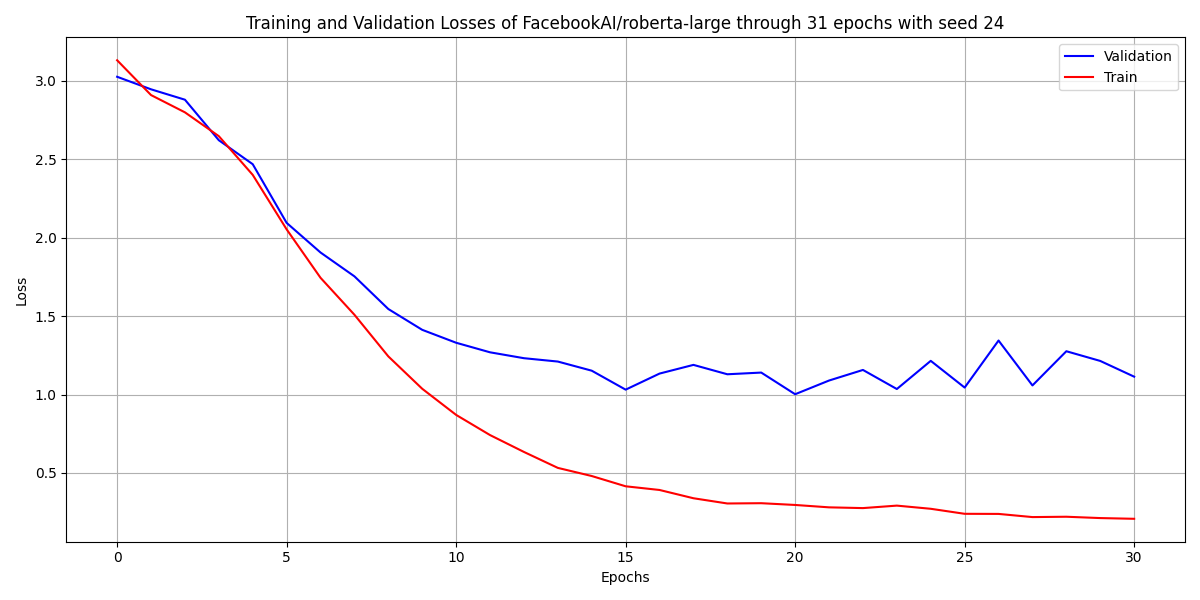 Training and Validation Losses of FacebookAI/roberta-large through 31 epochs with seed 24
Validation
Train
Loss
3.0
2.5
2.0
1.5
1.0
0.5
0 5 10 15 20 25 30
Epochs